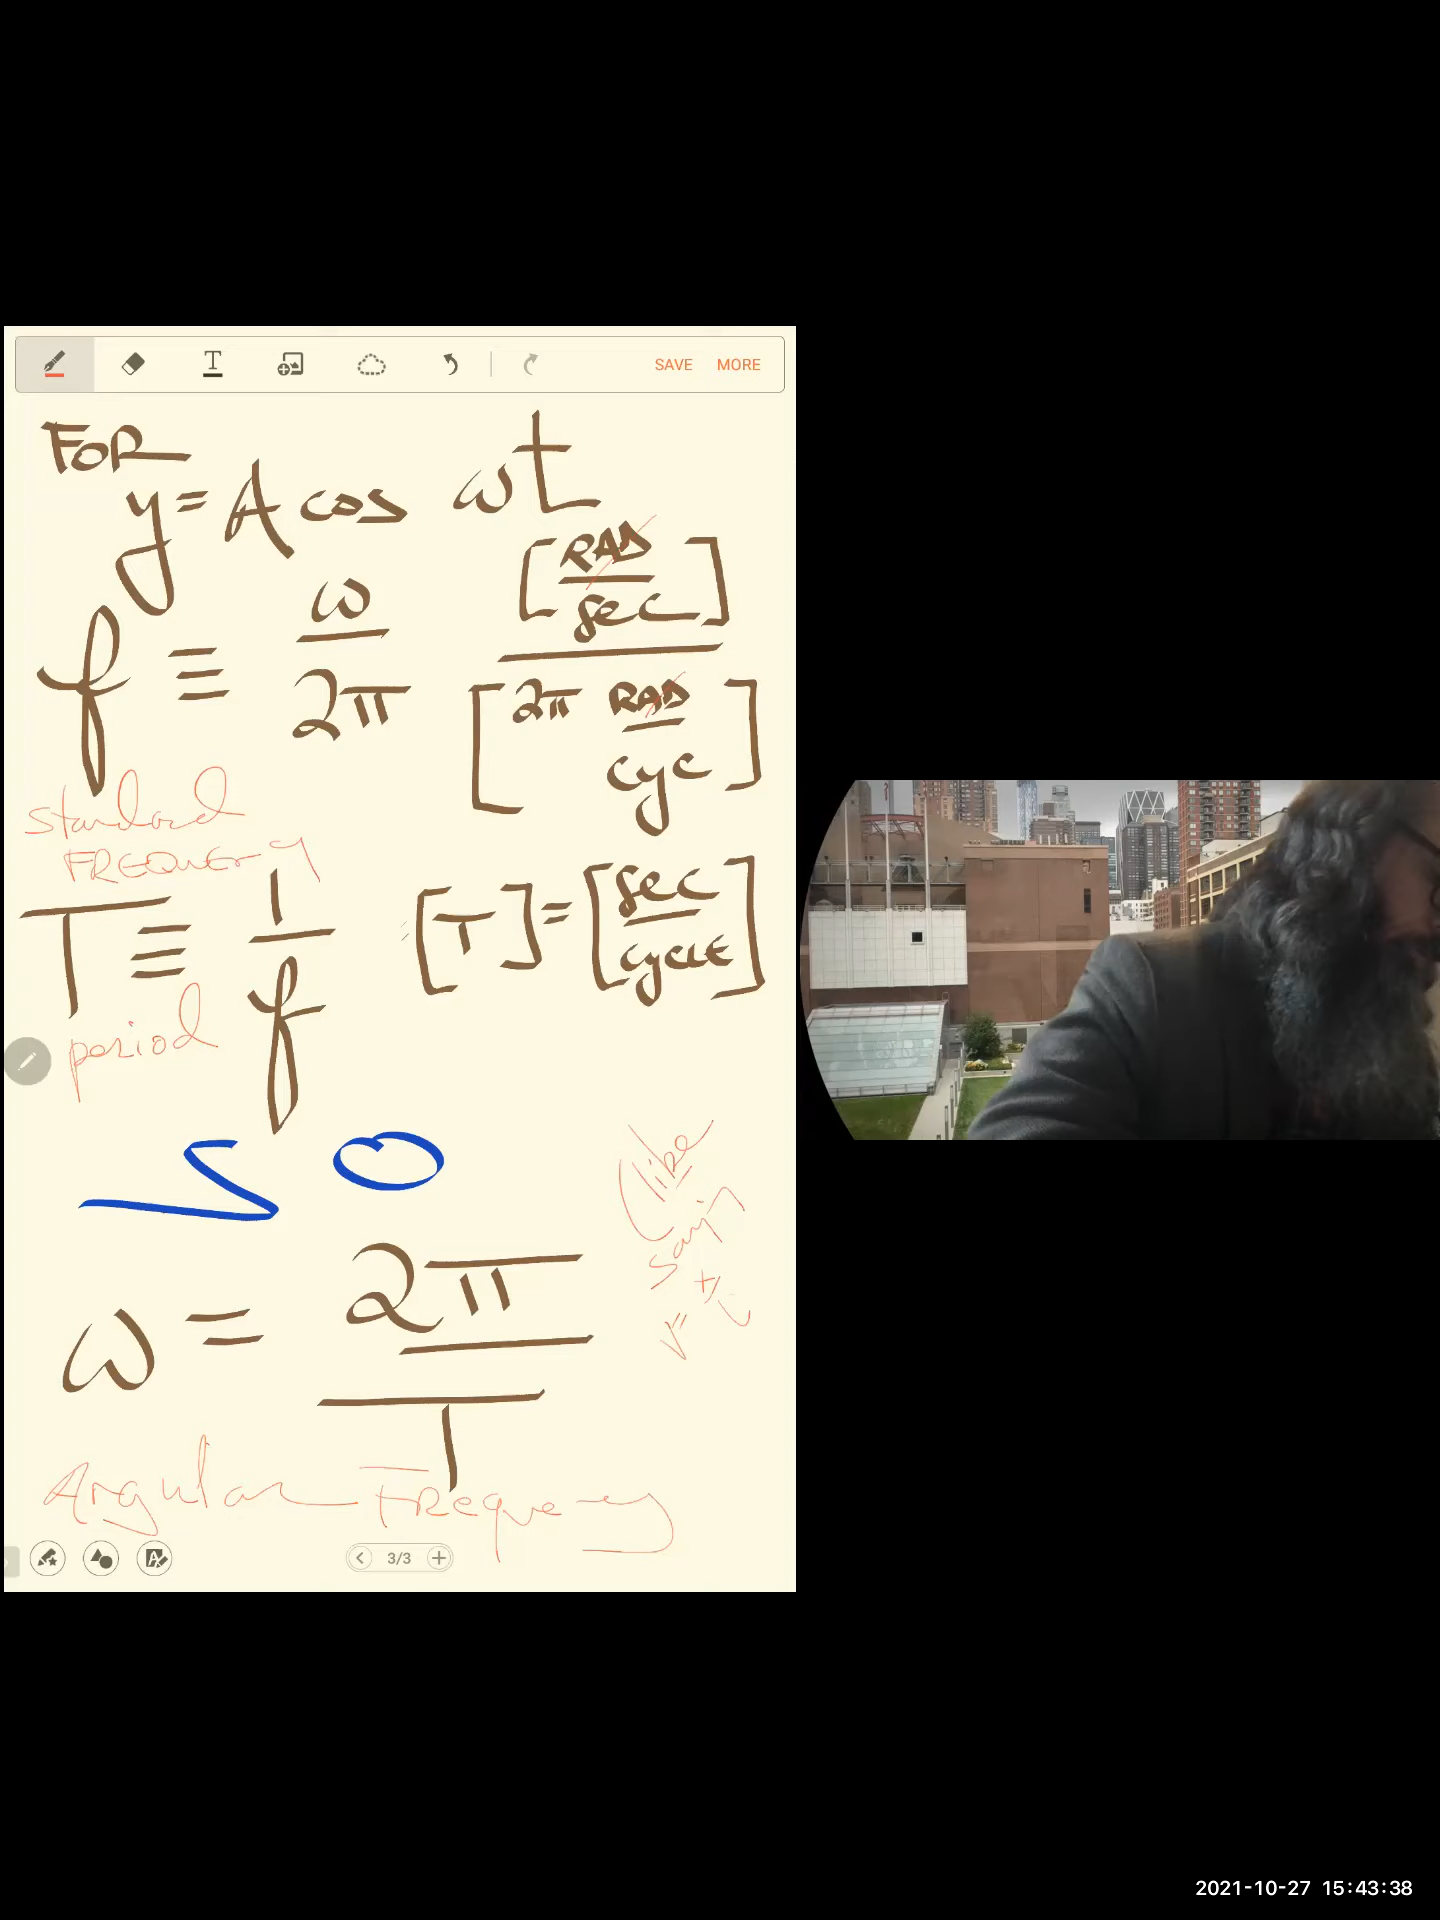 SAVE MORE
FOR
y = A cos ωt
f ≡ ω / 2π [RAD / sec] / [2π RAD / cyc]
standard
FREQUENCY
T ≡ 1 / f [T] = [sec / cycle]
period
SO
(like
ω = 2π / T
Angular Frequency
3/3
2021-10-27 15:43:38